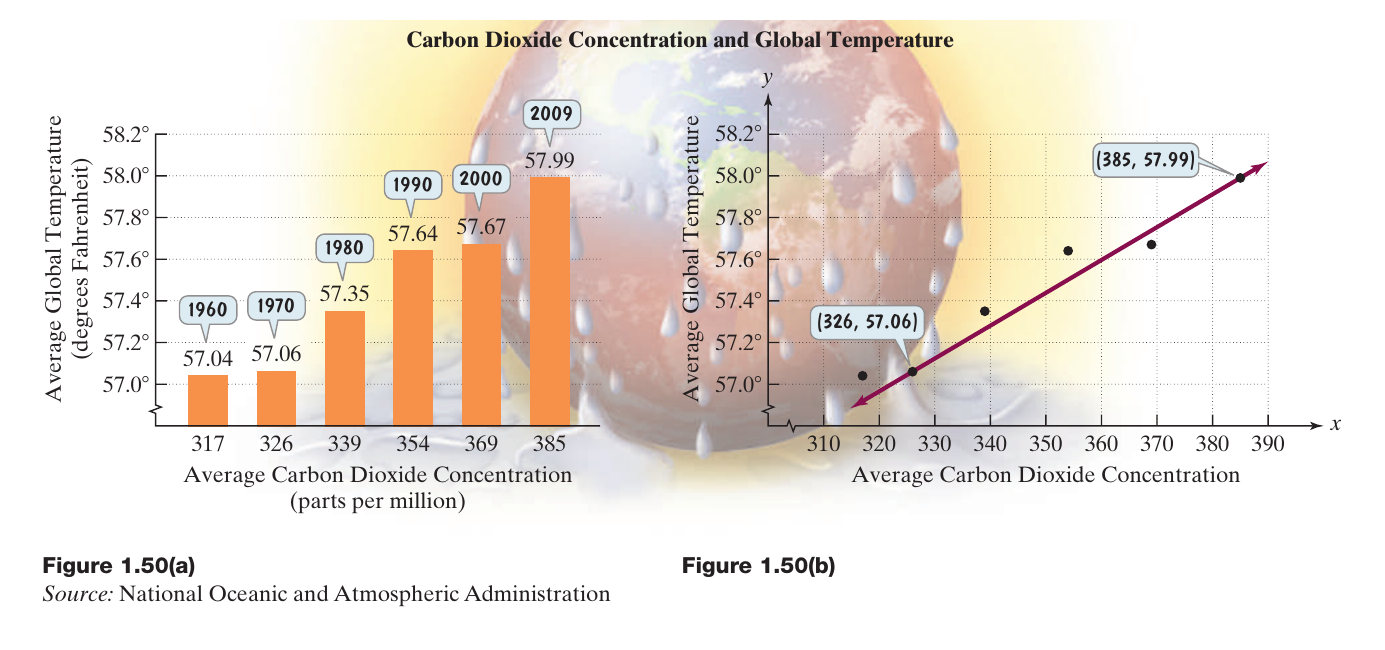 Carbon Dioxide Concentration and Global Temperature
Average Global Temperature
(degrees Fahrenheit)
58.2°
58.0°
57.8°
57.6°
57.4°
57.2°
57.0°
1960
57.04
1970
57.06
1980
57.35
1990
57.64
2000
57.67
2009
57.99
317 326 339 354 369 385
Average Carbon Dioxide Concentration
(parts per million)
y
Average Global Temperature
58.2°
58.0°
57.8°
57.6°
57.4°
57.2°
57.0°
(385, 57.99)
(326, 57.06)
310 320 330 340 350 360 370 380 390
x
Average Carbon Dioxide Concentration
Figure 1.50(a)
Source: National Oceanic and Atmospheric Administration
Figure 1.50(b)